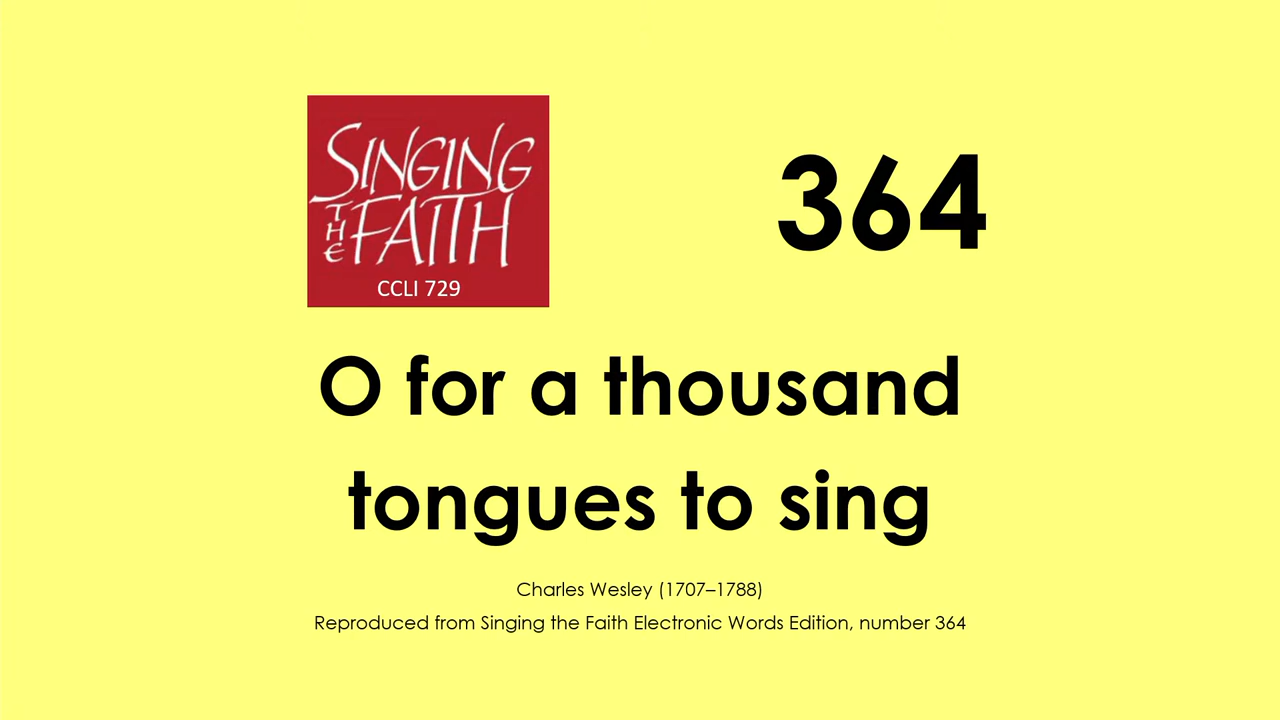 SINGING
THE FAITH
CCLI 729
364
O for a thousand
tongues to sing
Charles Wesley (1707–1788)
Reproduced from Singing the Faith Electronic Words Edition, number 364